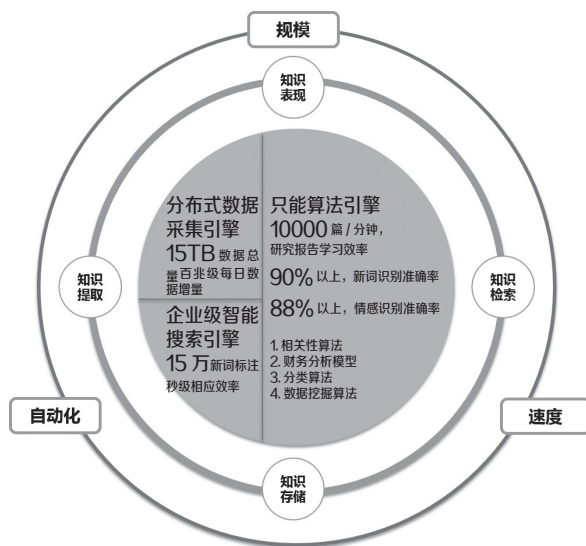 规模
知识
表现
分布式数据
采集引擎
15TB 数据总
量百兆级每日数
据增量
只能算法引擎
10000 篇 / 分钟，
研究报告学习效率
90% 以上，新词识别准确率
88% 以上，情感识别准确率
知识
提取
知识
检索
企业级智能
搜索引擎
15 万新词标注
秒级相应效率
1. 相关性算法
2. 财务分析模型
3. 分类算法
4. 数据挖掘算法
自动化
速度
知识
存储